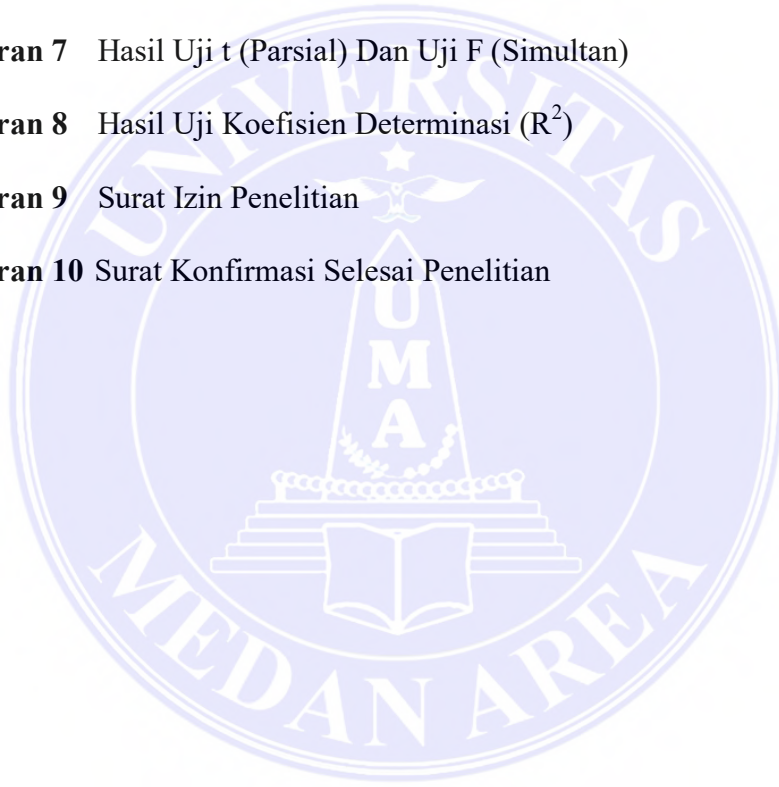 ran 7 Hasil Uji t (Parsial) Dan Uji F (Simultan)
ran 8 Hasil Uji Koefisien Determinasi (R²)
ran 9 Surat Izin Penelitian
ran 10 Surat Konfirmasi Selesai Penelitian
UNIVERSITAS
UMA
MEDAN AREA